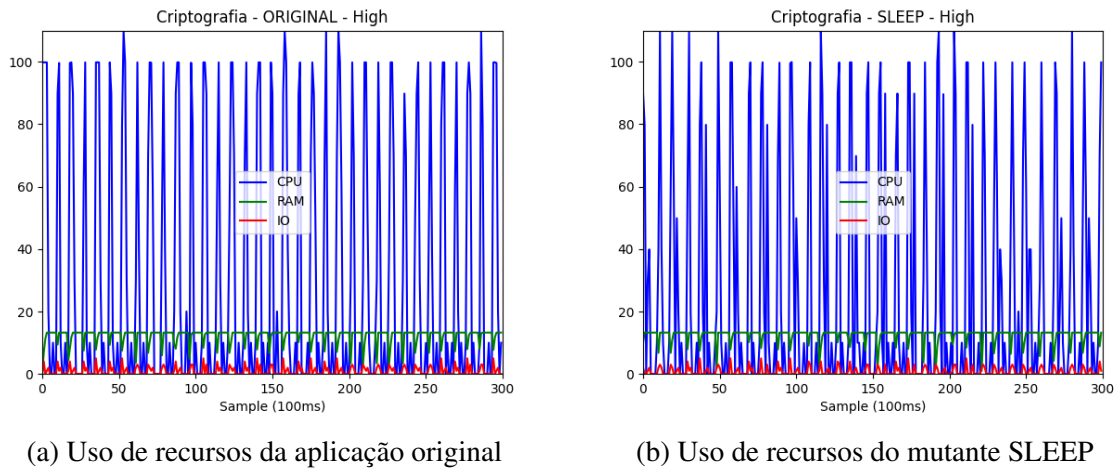 Criptografia - ORIGINAL - High
100
80
60
40
20
0
CPU
RAM
IO
0 50 100 150 200 250 300
Sample (100ms)
(a) Uso de recursos da aplicação original
Criptografia - SLEEP - High
100
80
60
40
20
0
CPU
RAM
IO
0 50 100 150 200 250 300
Sample (100ms)
(b) Uso de recursos do mutante SLEEP